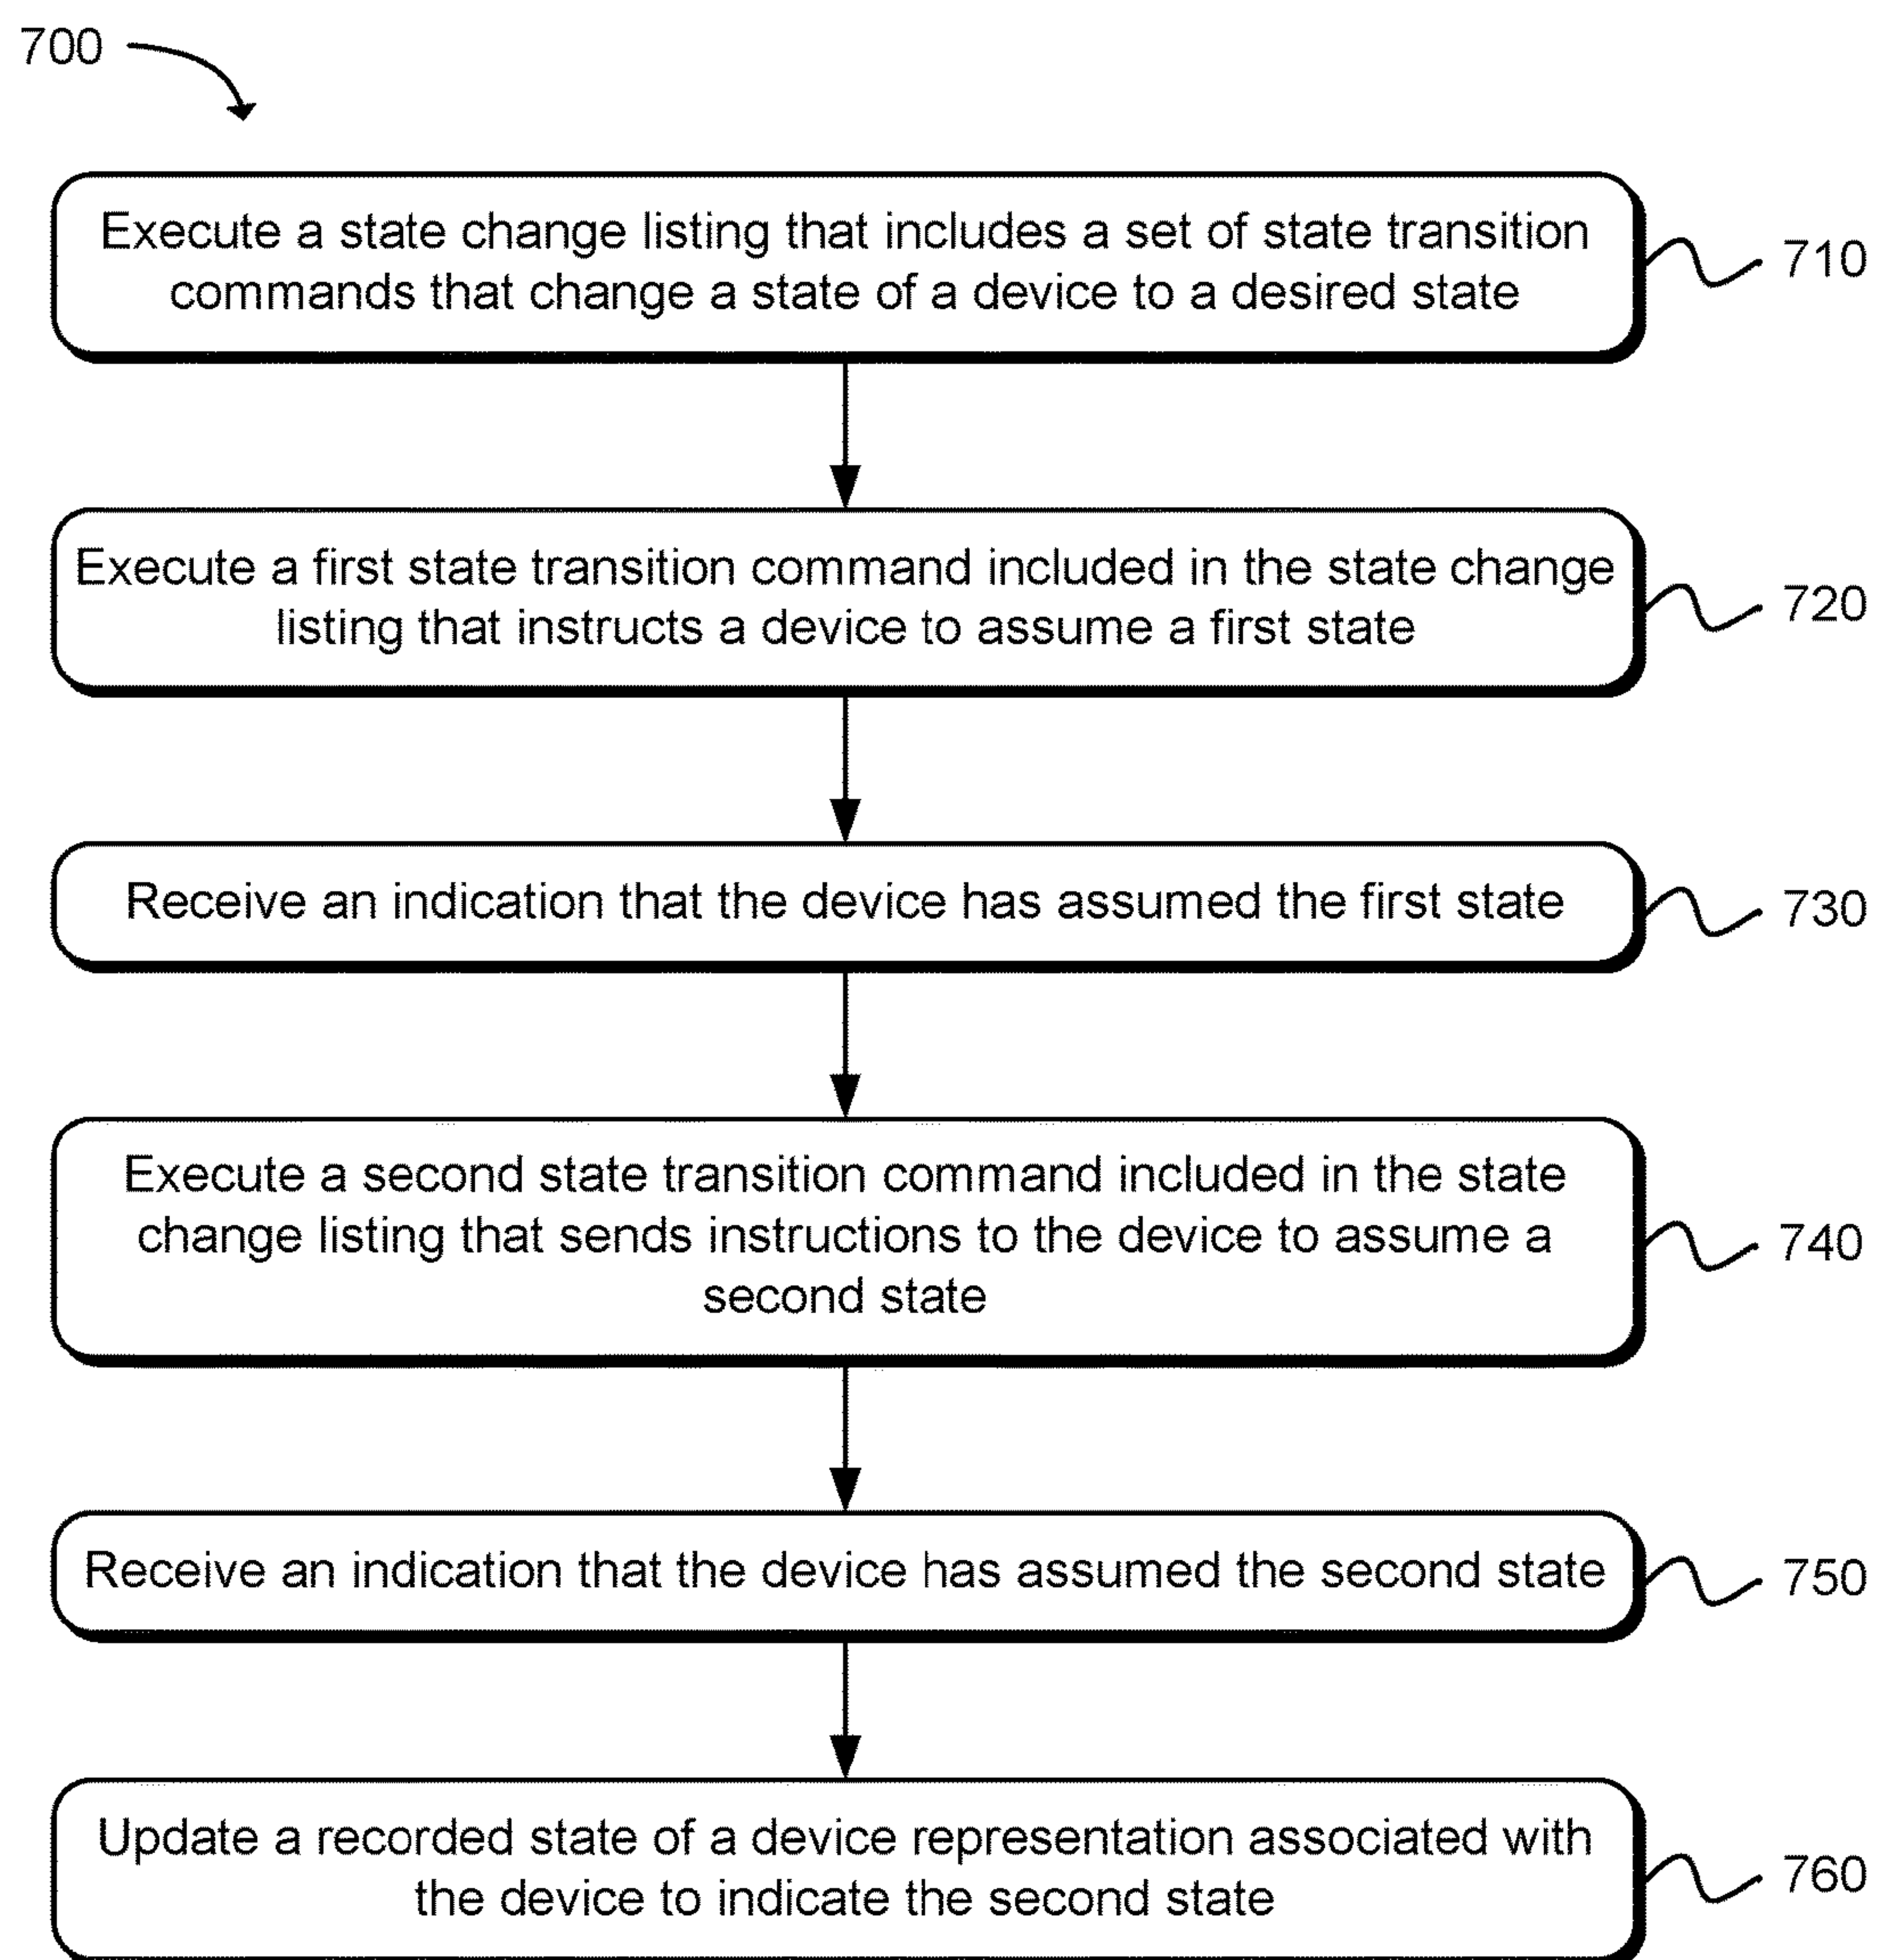 700
Execute a state change listing that includes a set of state transition
commands that change a state of a device to a desired state
710
Execute a first state transition command included in the state change
listing that instructs a device to assume a first state
720
Receive an indication that the device has assumed the first state
730
Execute a second state transition command included in the state
change listing that sends instructions to the device to assume a
second state
740
Receive an indication that the device has assumed the second state
750
Update a recorded state of a device representation associated with
the device to indicate the second state
760